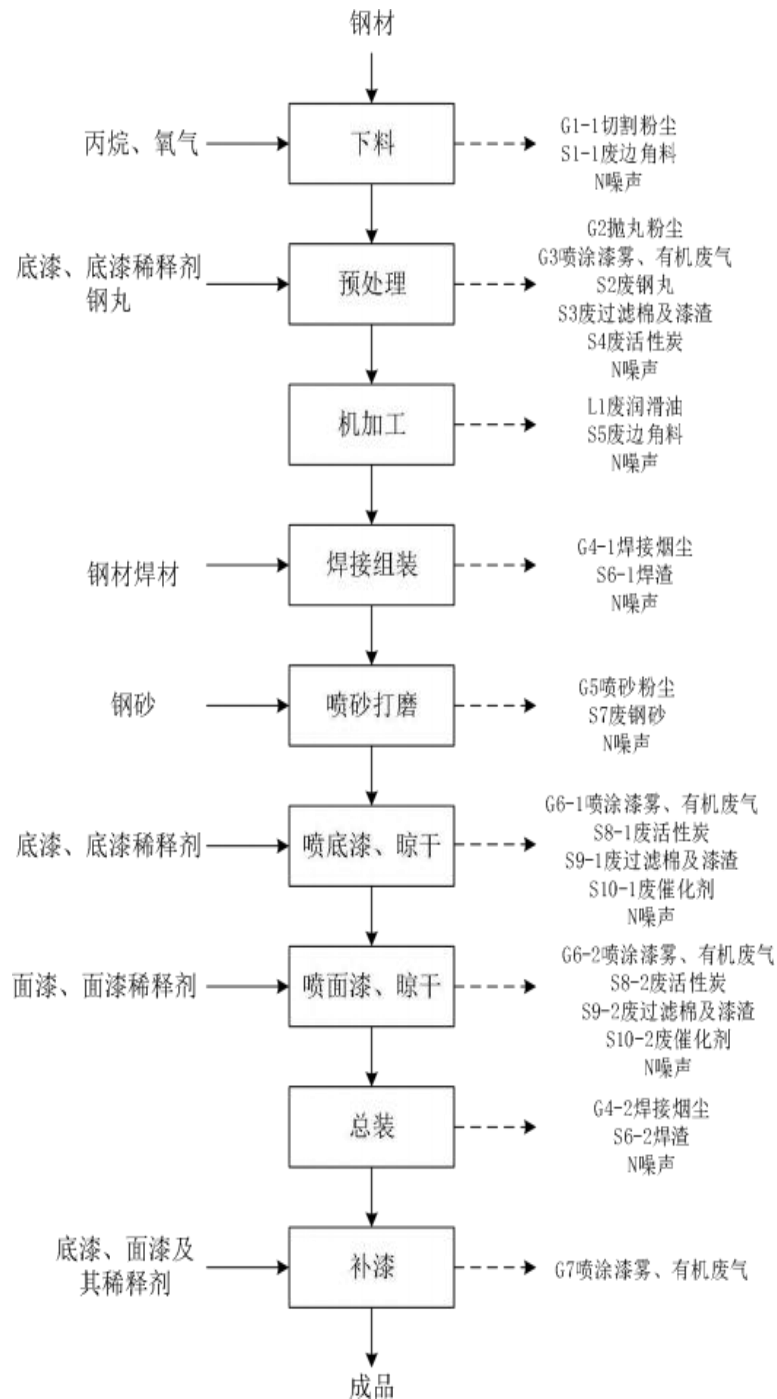 钢材
丙烷、氧气
下料
G1-1切割粉尘
S1-1废边角料
N噪声
底漆、底漆稀释剂
钢丸
预处理
G2抛丸粉尘
G3喷涂漆雾、有机废气
S2废钢丸
S3废过滤棉及漆渣
S4废活性炭
N噪声
机加工
L1废润滑油
S5废边角料
N噪声
钢材焊材
焊接组装
G4-1焊接烟尘
S6-1焊渣
N噪声
钢砂
喷砂打磨
G5喷砂粉尘
S7废钢砂
N噪声
底漆、底漆稀释剂
喷底漆、晾干
G6-1喷涂漆雾、有机废气
S8-1废活性炭
S9-1废过滤棉及漆渣
S10-1废催化剂
N噪声
面漆、面漆稀释剂
喷面漆、晾干
G6-2喷涂漆雾、有机废气
S8-2废活性炭
S9-2废过滤棉及漆渣
S10-2废催化剂
N噪声
总装
G4-2焊接烟尘
S6-2焊渣
N噪声
底漆、面漆及
其稀释剂
补漆
G7喷涂漆雾、有机废气
成品